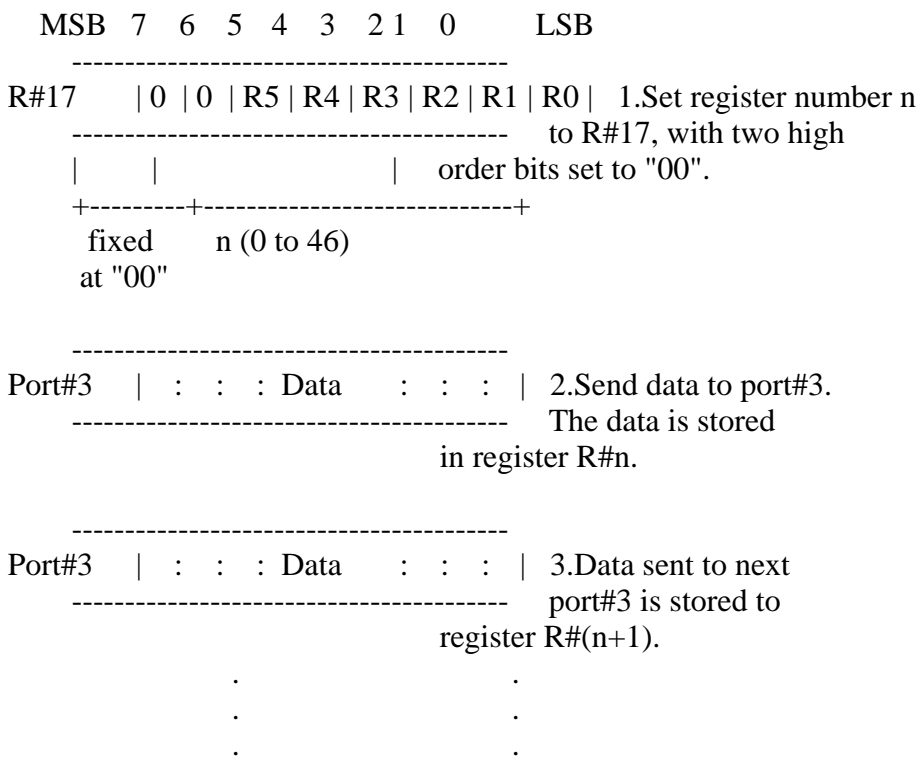 MSB 7 6 5 4 3 2 1 0 LSB
-----------------------------------------
R#17 | 0 | 0 | R5 | R4 | R3 | R2 | R1 | R0 | 1.Set register number n
----------------------------------------- to R#17, with two high
| | | order bits set to "00".
+---------+-----------------------------+
fixed n (0 to 46)
at "00"
-----------------------------------------
Port#3 | : : : Data : : : | 2.Send data to port#3.
----------------------------------------- The data is stored
in register R#n.
-----------------------------------------
Port#3 | : : : Data : : : | 3.Data sent to next
----------------------------------------- port#3 is stored to
register R#(n+1).
. .
. .
. .